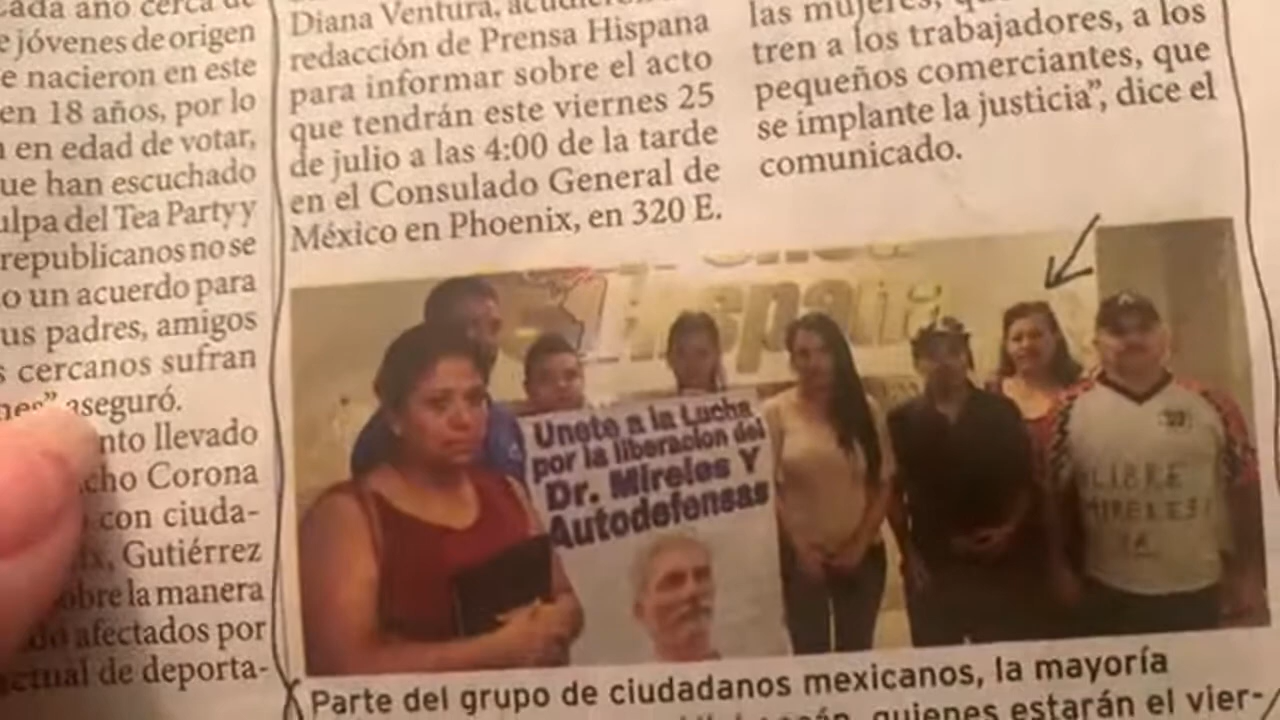 cada año cerca de
jóvenes de origen
e nacieron en este
en 18 años, por lo
en edad de votar,
ue han escuchado
ulpa del Tea Party y
republicanos no se
o un acuerdo para
us padres, amigos
s cercanos sufran
aseguró.
nto llevado
cho Corona
con ciuda-
Gutiérrez
obre la manera
do afectados por
ctual de deporta-
Diana Ventura, acudieron
redacción de Prensa Hispana
para informar sobre el acto
que tendrán este viernes 25
de julio a las 4:00 de la tarde
en el Consulado General de
México en Phoenix, en 320 E.
las mujeres,
tren a los trabajadores, a los
pequeños comerciantes, que
se implante la justicia”, dice el
comunicado.
Hispana
Unete a la Lucha
por la liberacion del
Dr. Mireles Y
Autodefensas
LIBRE
MIRELES!
YA
Parte del grupo de ciudadanos mexicanos, la mayoría
quienes estarán el vier-